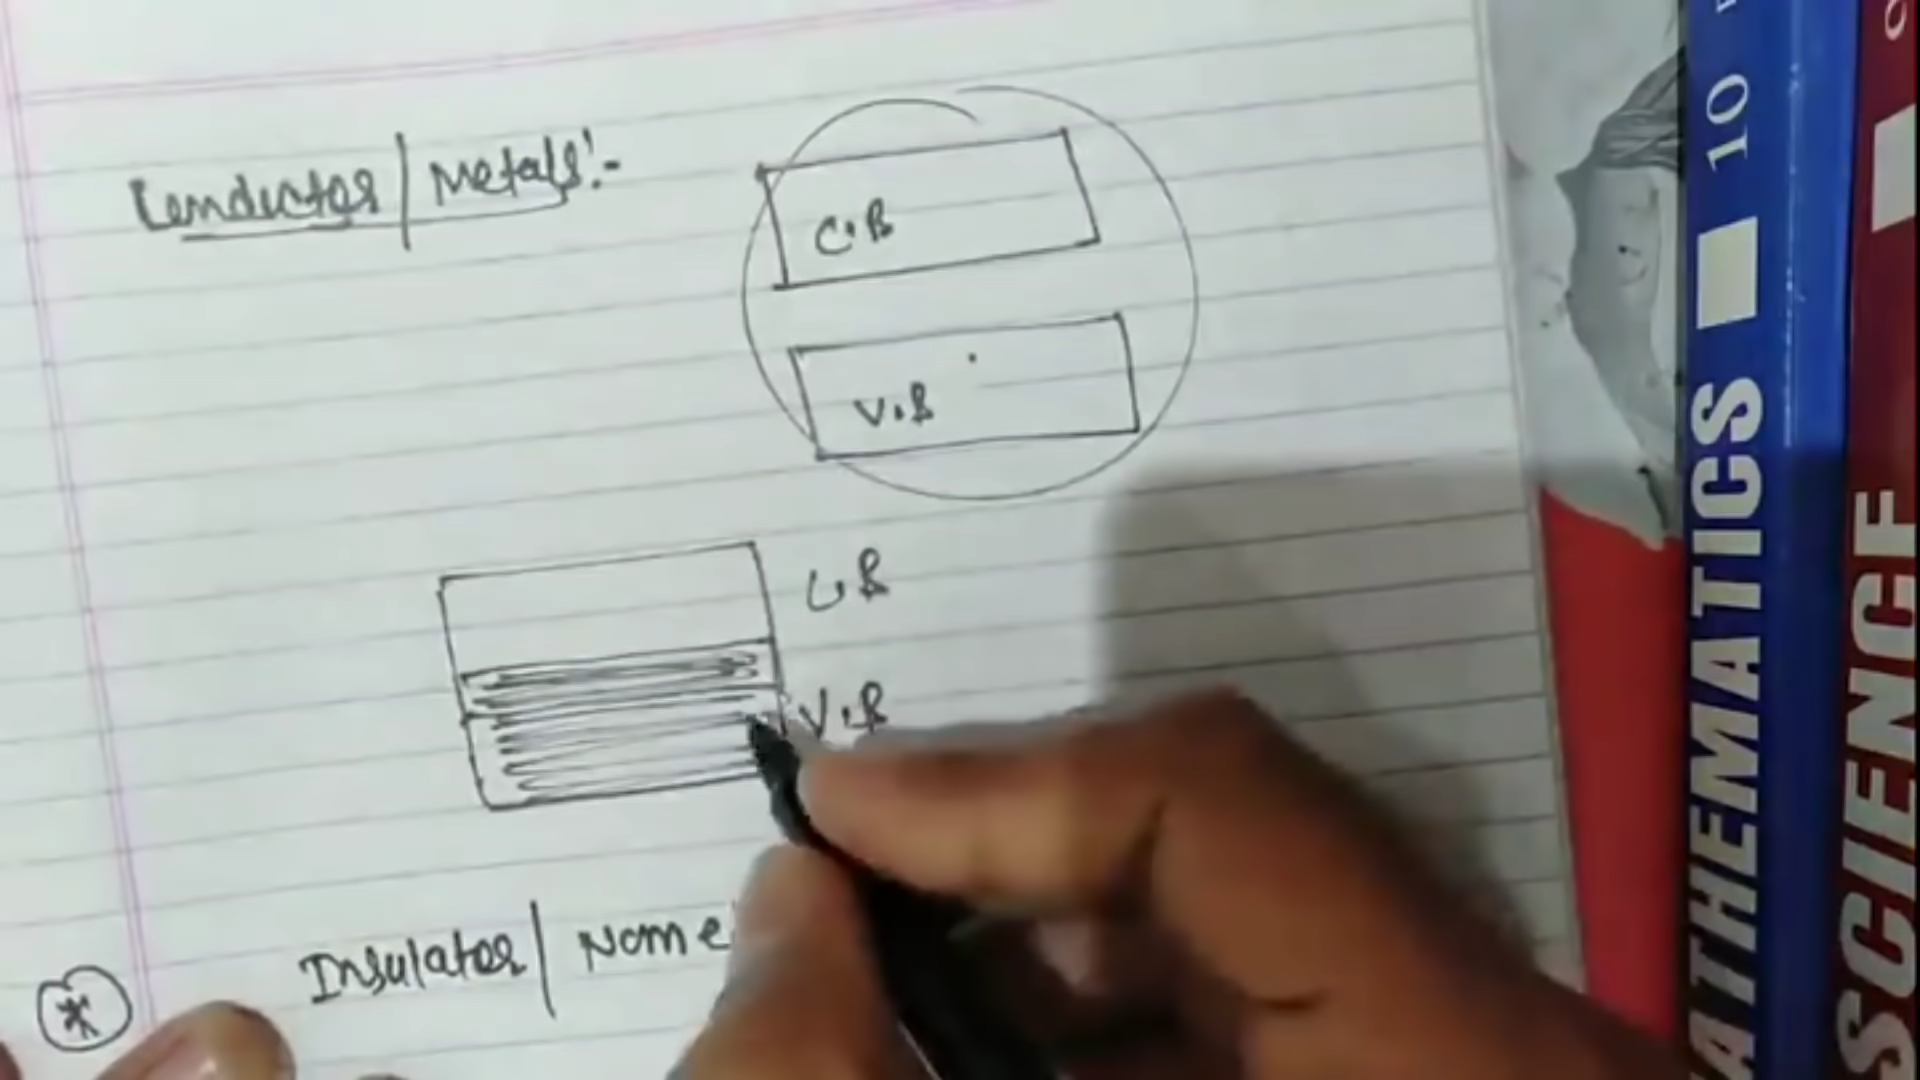 Conductor | Metals:-
C.B
V.B
C.B
V.B
Insulator | Nonme
*
MATHEMATICS 10
SCIENCE